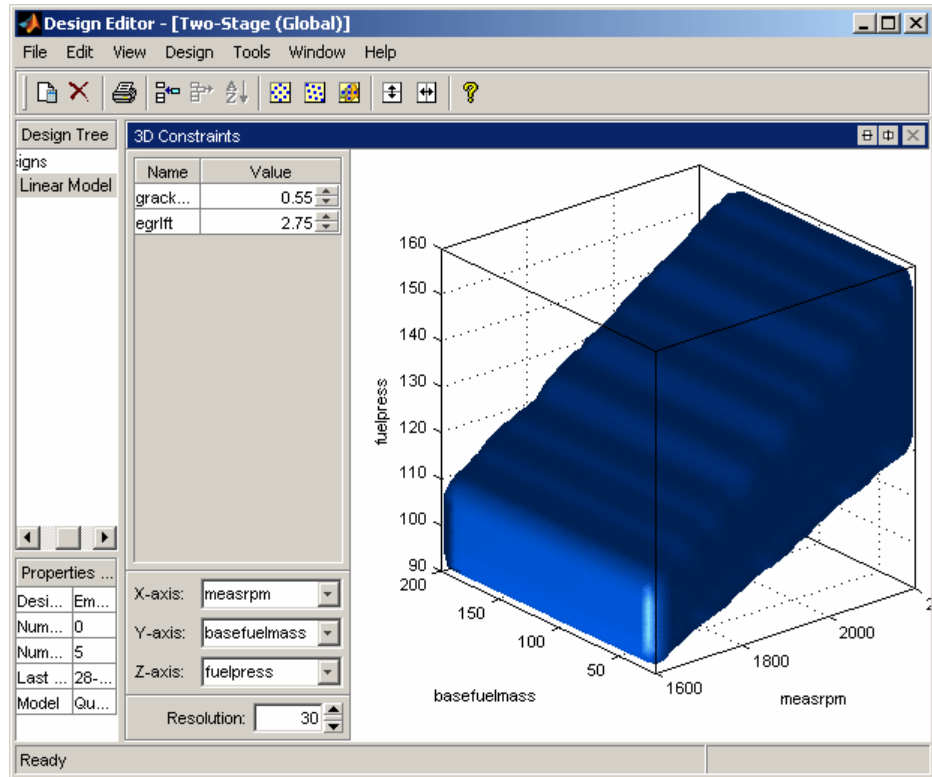 Design Editor - [Two-Stage (Global)]
File Edit View Design Tools Window Help
Design Tree
igns
Linear Model
3D Constraints
Name Value
grack... 0.55
egrlft 2.75
Properties ...
Desi... Em...
Num... 0
Num... 5
Last ... 28-...
Model Qu...
X-axis: measrpm
Y-axis: basefuelmass
Z-axis: fuelpress
Resolution: 30
160
150
140
130
120
110
100
90
fuelpress
200
150
100
50
basefuelmass
1600
1800
2000
measrpm
Ready